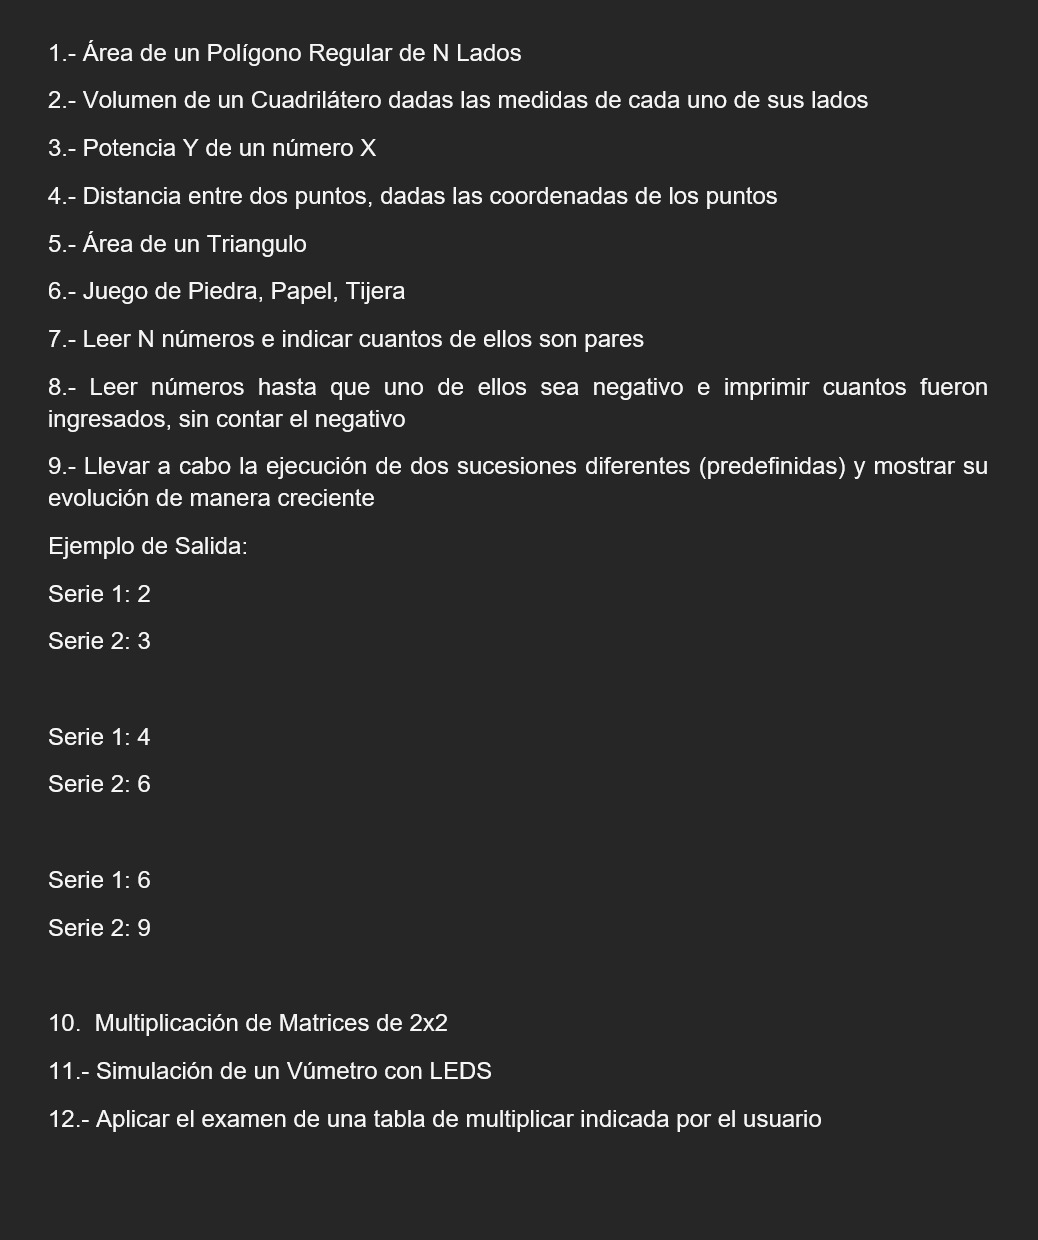 1.- Área de un Polígono Regular de N Lados
2.- Volumen de un Cuadrilátero dadas las medidas de cada uno de sus lados
3.- Potencia Y de un número X
4.- Distancia entre dos puntos, dadas las coordenadas de los puntos
5.- Área de un Triangulo
6.- Juego de Piedra, Papel, Tijera
7.- Leer N números e indicar cuantos de ellos son pares
8.- Leer números hasta que uno de ellos sea negativo e imprimir cuantos fueron
ingresados, sin contar el negativo
9.- Llevar a cabo la ejecución de dos sucesiones diferentes (predefinidas) y mostrar su
evolución de manera creciente
Ejemplo de Salida:
Serie 1: 2
Serie 2: 3
Serie 1: 4
Serie 2: 6
Serie 1: 6
Serie 2: 9
10.  Multiplicación de Matrices de 2x2
11.- Simulación de un Vúmetro con LEDS
12.- Aplicar el examen de una tabla de multiplicar indicada por el usuario